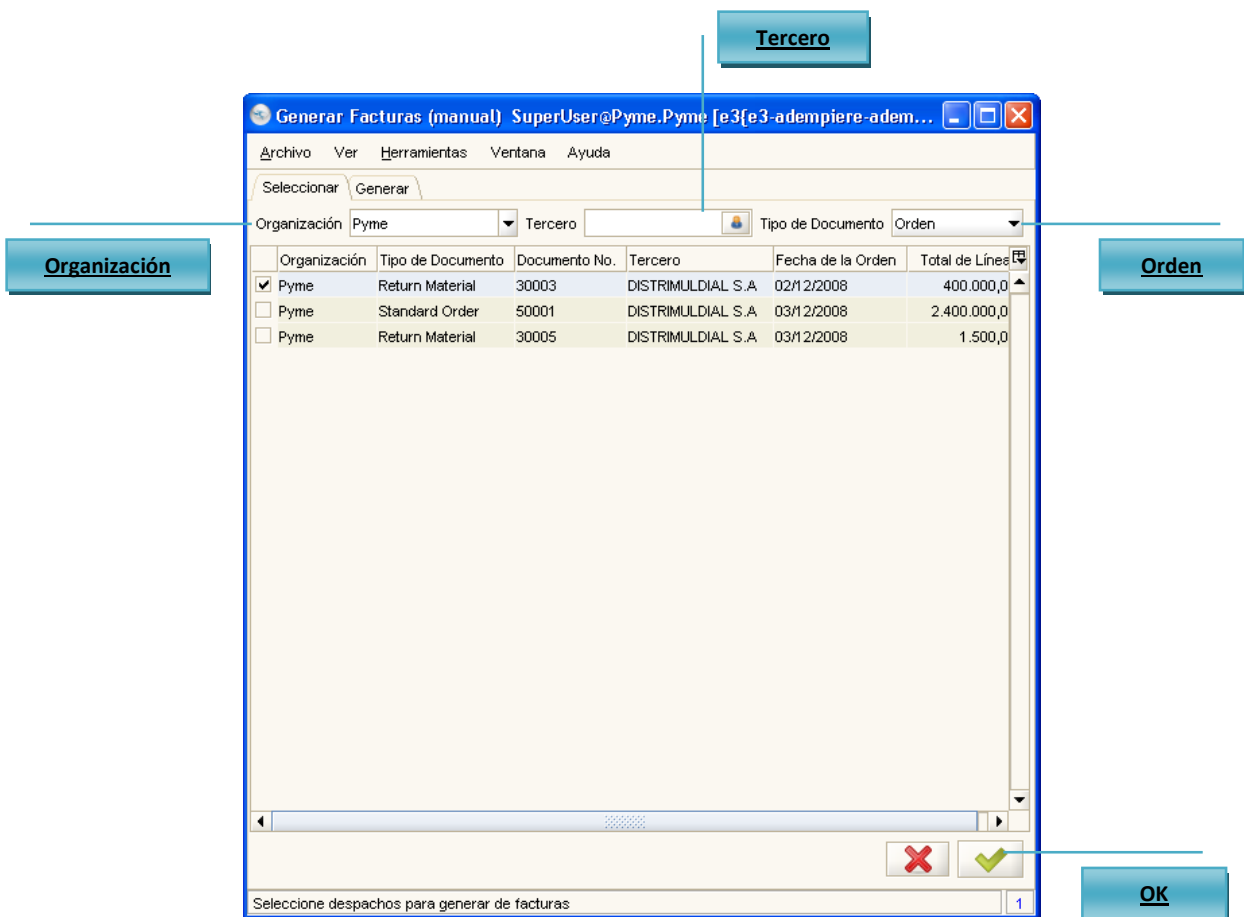 Tercero
Generar Facturas (manual) SuperUser@Pyme.Pyme [e3{e3-adempiere-adem...
Archivo Ver Herramientas Ventana Ayuda
Seleccionar Generar
Organización Pyme Tercero Tipo de Documento Orden
Organización
Orden
Organización Tipo de Documento Documento No. Tercero Fecha de la Orden Total de Línea
Pyme Return Material 30003 DISTRIMULDIAL S.A 02/12/2008 400.000,0
Pyme Standard Order 50001 DISTRIMULDIAL S.A 03/12/2008 2.400.000,0
Pyme Return Material 30005 DISTRIMULDIAL S.A 03/12/2008 1.500,0
OK
Seleccione despachos para generar de facturas 1